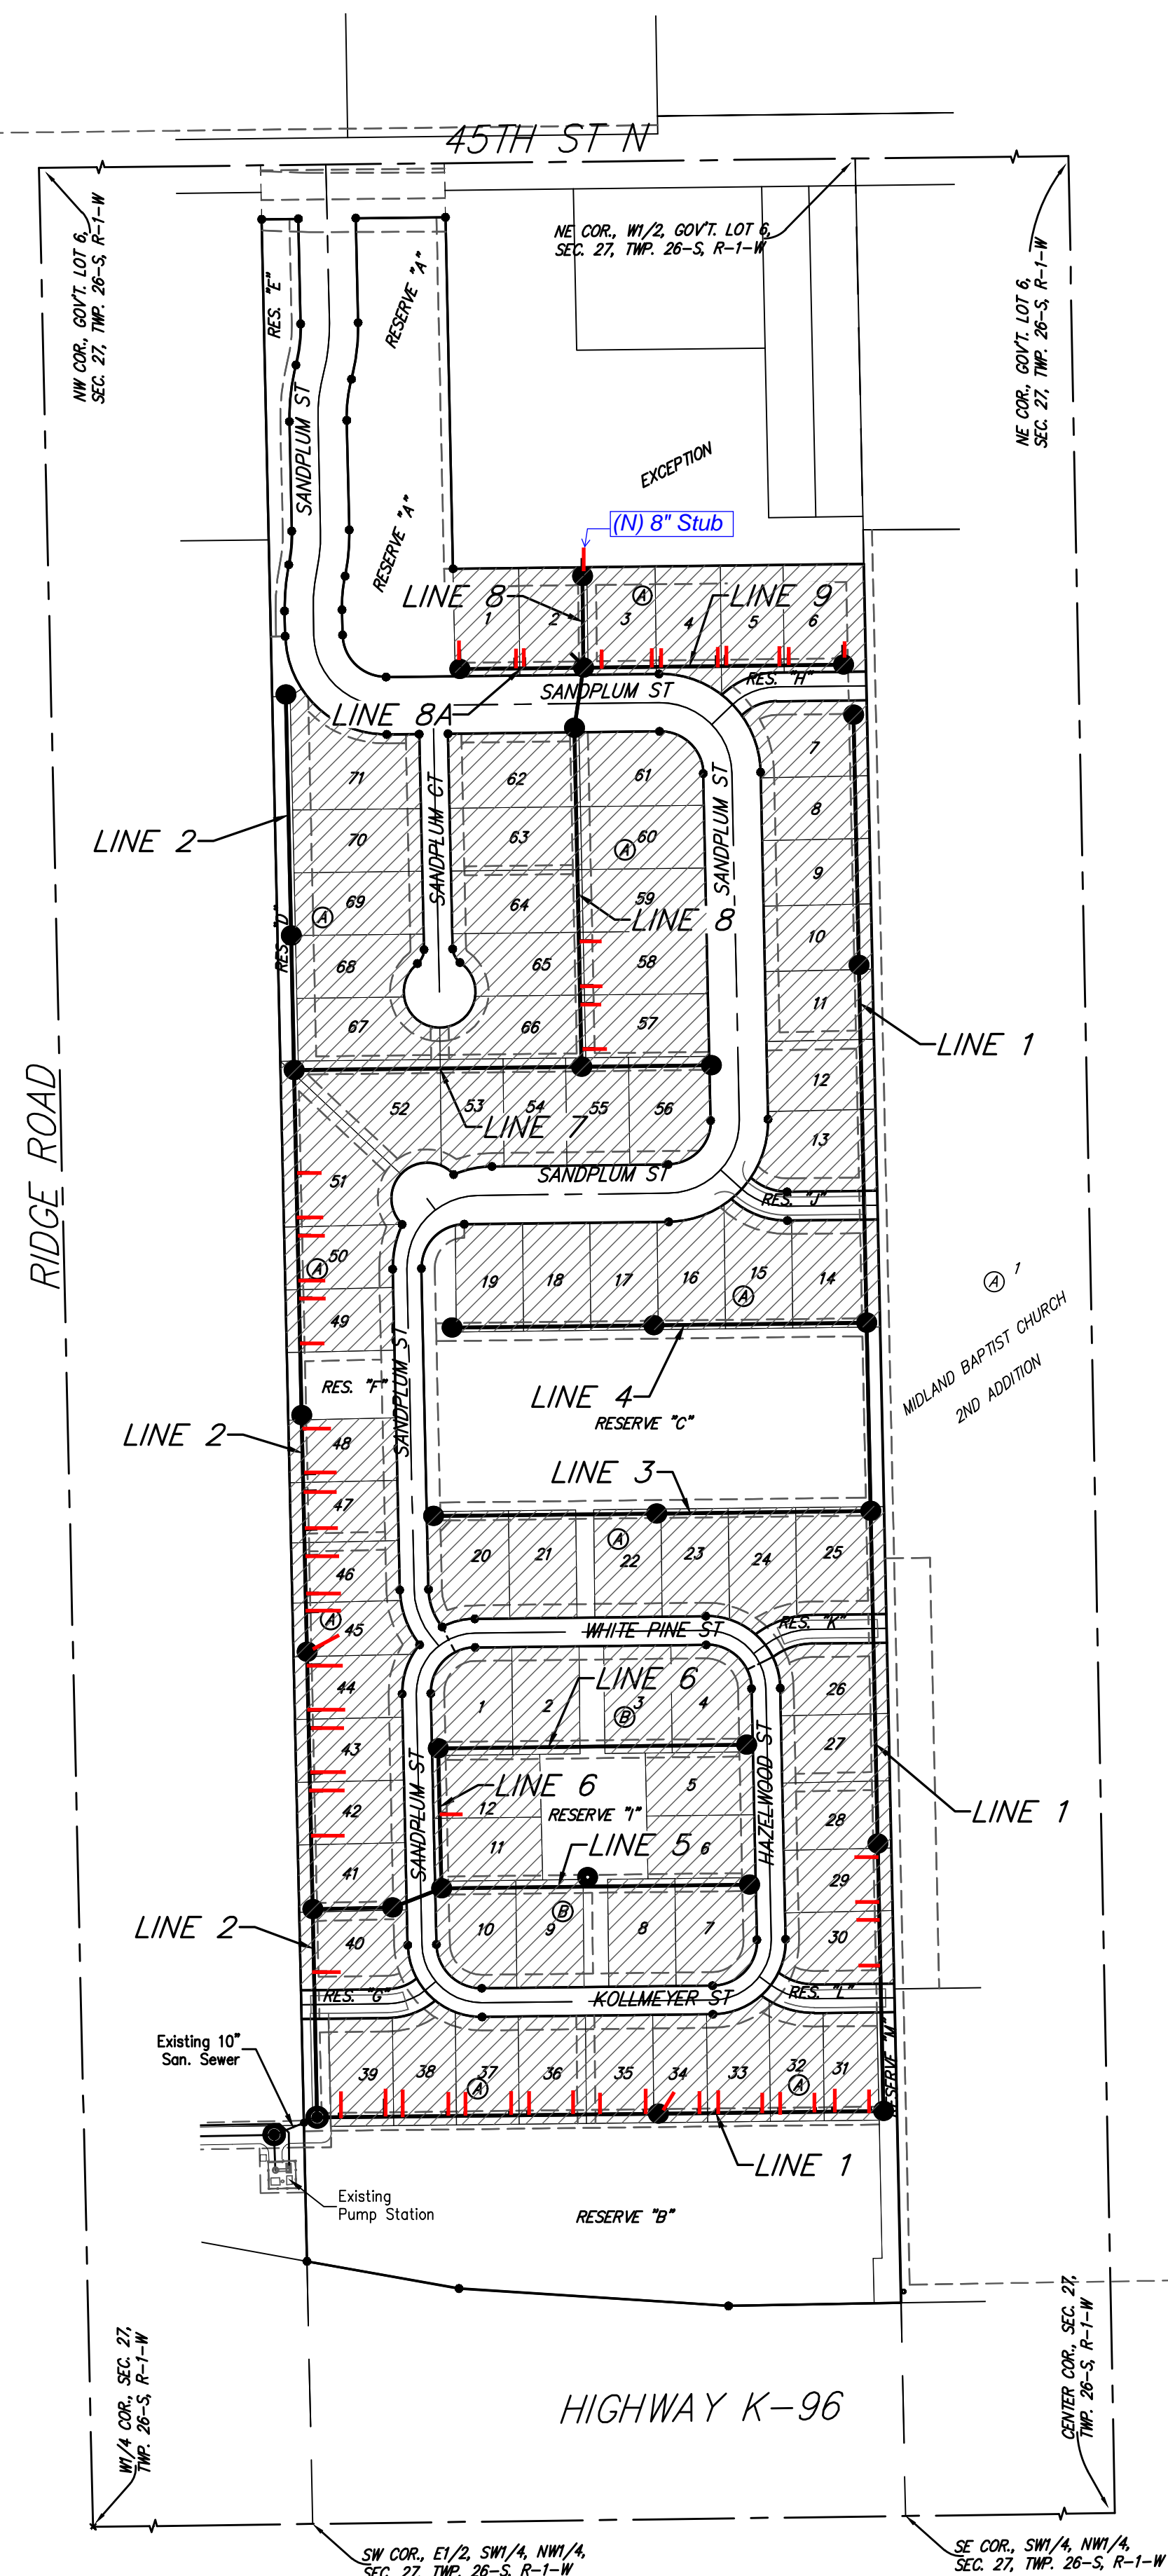 45TH ST N
NW COR., GOV'T. LOT 6,
SEC. 27, TWP. 26-S, R-1-W
NE COR., W1/2, GOV'T. LOT 6,
SEC. 27, TWP. 26-S, R-1-W
NE COR., GOV'T. LOT 6,
SEC. 27, TWP. 26-S, R-1-W
RES. "E"
RESERVE "A"
SANDPLUM ST
RESERVE "A"
EXCEPTION
(N) 8" Stub
LINE 8
A
LINE 9
1
2
3
4
5
6
SANDPLUM ST
RES. "H"
LINE 8A
71
62
61
7
SANDPLUM CT
SANDPLUM ST
LINE 2
70
63
A
60
8
69
64
59
9
A
LINE 8
RES. "D"
68
65
58
10
67
66
57
11
LINE 1
RIDGE ROAD
52
53
54
55
56
12
LINE 7
13
51
SANDPLUM ST
RES. "J"
A
50
19
18
17
16
15
14
A
A
1
49
MIDLAND BAPTIST CHURCH
2ND ADDITION
SANDPLUM ST
RES. "F"
LINE 4
RESERVE "C"
LINE 2
48
LINE 3
47
20
21
A
22
23
24
25
46
A
45
WHITE PINE ST
RES. "K"
44
LINE 6
26
1
2
B
3
4
43
27
SANDPLUM ST
HAZELWOOD ST
LINE 6
5
42
12
RESERVE "I"
LINE 1
28
11
LINE 5
6
41
29
LINE 2
10
9
B
8
7
40
30
RES. "G"
KOLLMEYER ST
RES. "L"
Existing 10"
San. Sewer
39
38
37
A
36
35
34
33
32
A
31
LINE 1
Existing
Pump Station
RESERVE "B"
W1/4 COR., SEC. 27,
TWP. 26-S, R-1-W
HIGHWAY K-96
CENTER COR., SEC. 27,
TWP. 26-S, R-1-W
SW COR., E1/2, SW1/4, NW1/4,
SEC. 27, TWP. 26-S, R-1-W
SE COR., SW1/4, NW1/4,
SEC. 27, TWP. 26-S, R-1-W